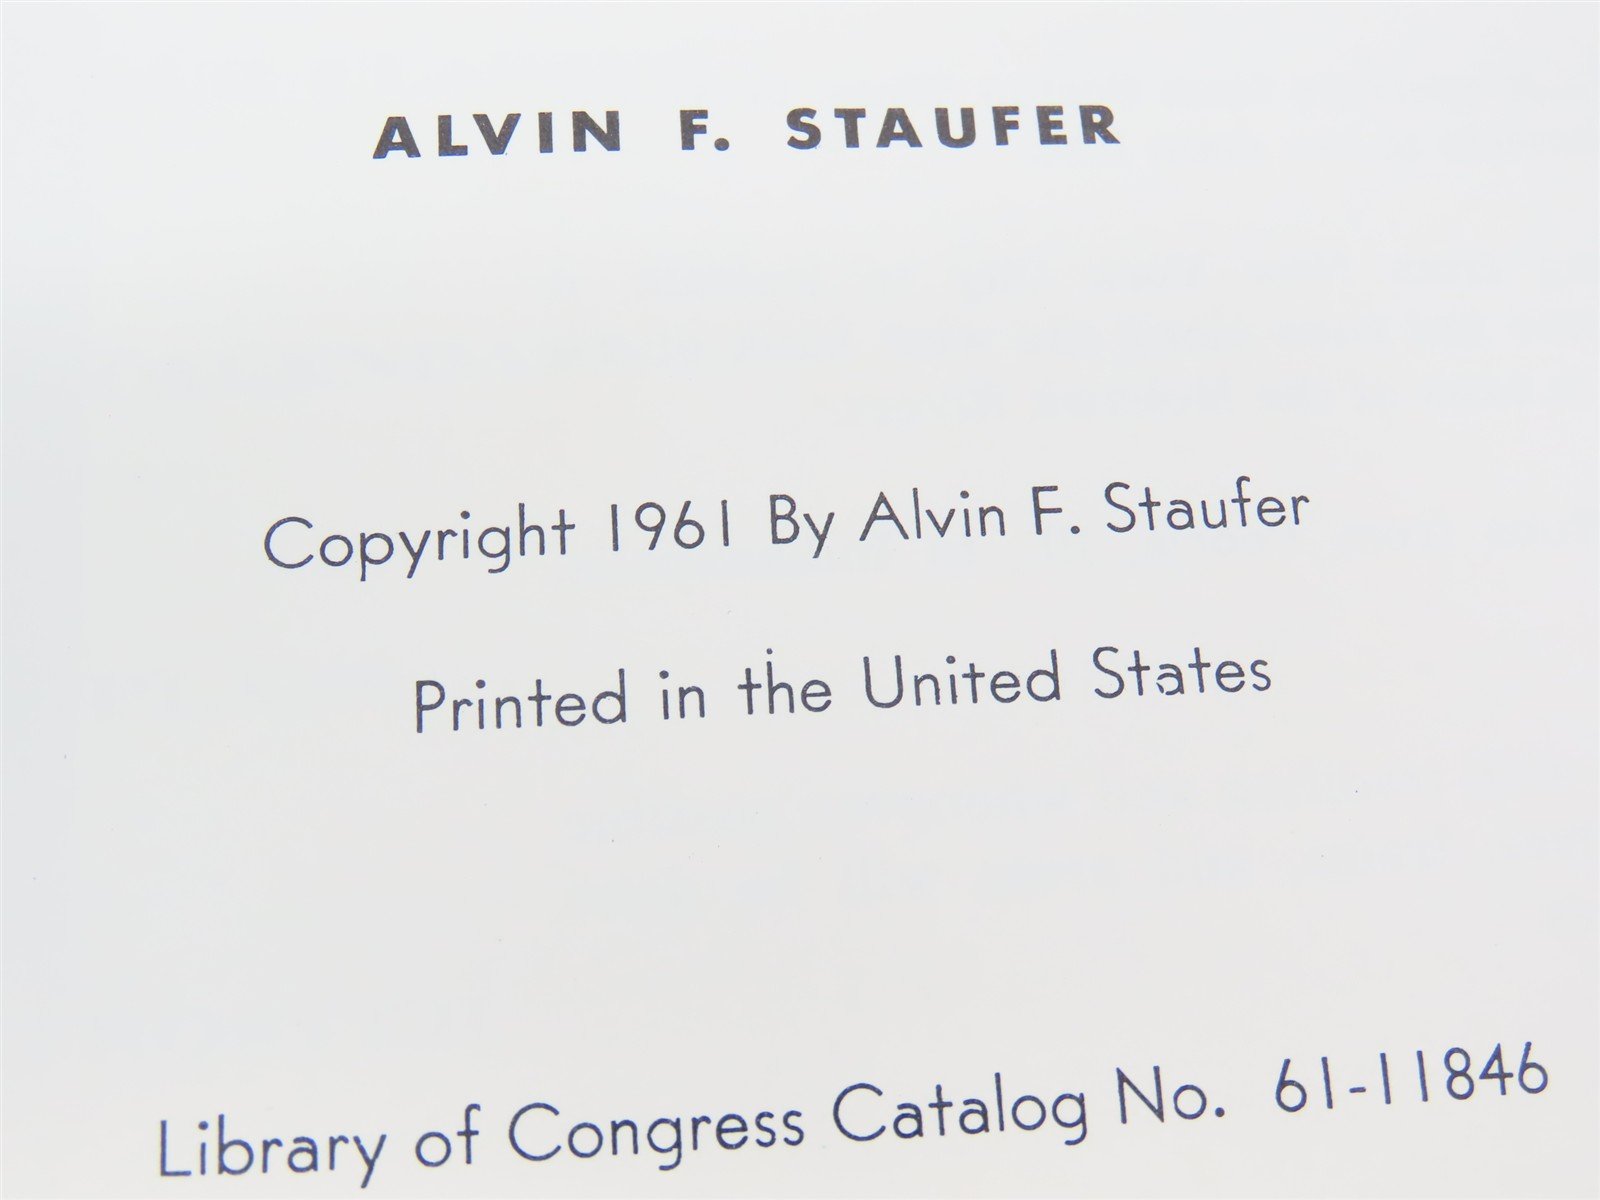 ALVIN F. STAUFER
Copyright 1961 By Alvin F. Staufer
Printed in the United States
Library of Congress Catalog No. 61-11846